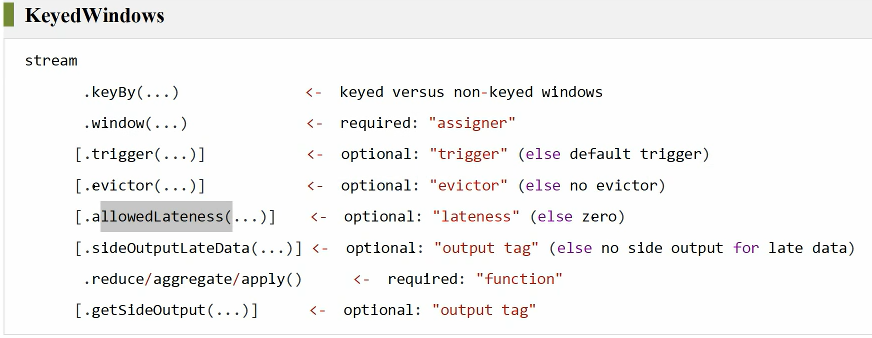 KeyedWindows
stream
.keyBy(...) <- keyed versus non-keyed windows
.window(...) <- required: "assigner"
[.trigger(...)] <- optional: "trigger" (else default trigger)
[.evictor(...)] <- optional: "evictor" (else no evictor)
[.allowedLateness(...)] <- optional: "lateness" (else zero)
[.sideOutputLateData(...)] <- optional: "output tag" (else no side output for late data)
.reduce/aggregate/apply() <- required: "function"
[.getSideOutput(...)] <- optional: "output tag"